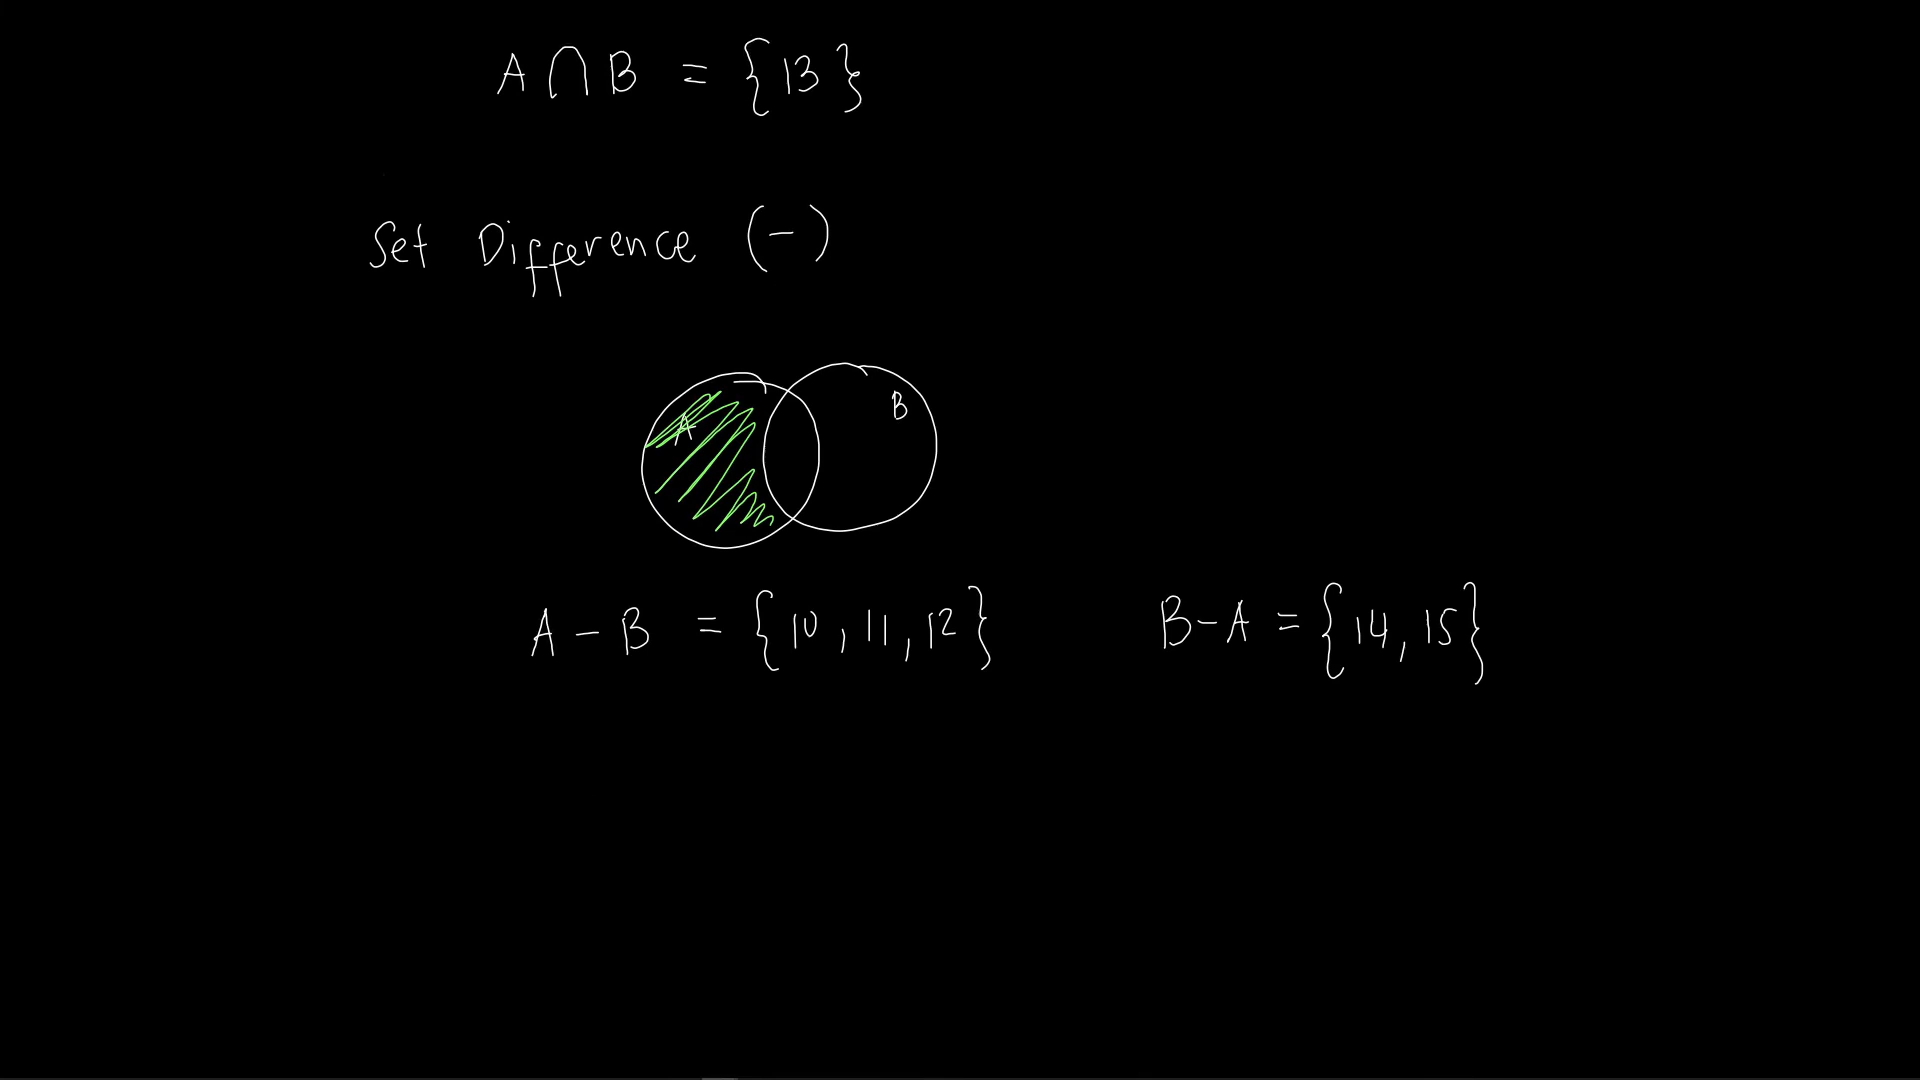 A ∩ B = {13}
Set Difference (-)
A
B
A - B = {10, 11, 12}
B - A = {14, 15}